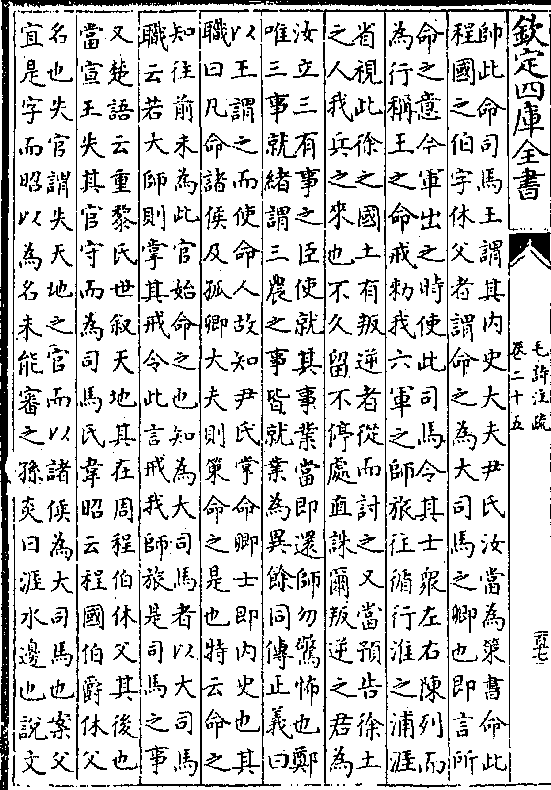 欽定四庫全書
毛詩注疏
卷二十五
帥此命司馬王謂其内史大夫尹氏汝當為策書命此
程國之伯字休父者謂命之為大司馬之卿也即言所
命之意今軍出之時使此司馬令其士衆左右陳列而
為行稱王之命戒勑我六軍之師旅徃循行淮之浦涯
省視此徐之國土有叛逆者從而討之又當預告徐土
之人我兵之來也不久留不停處直誅爾叛逆之君為
汝立三有事之臣使就其事業當即還師勿驚怖也鄭
唯三事就緒謂三農之事皆就業為異餘同傳正義曰
以王謂之而使命人故知尹氏掌命卿士即内史也其
職曰凡命諸侯及孤卿大夫則策命之是也特云命之
知徃前未為此官始命之也知為大司馬者以大司馬
職云若大師則掌其戒令此言戒我師旅是司馬之事
又楚語云重黎氏世叙天地其在周程伯休父其後也
當宣王失其官守而為司馬氏韋昭云程國伯爵休父
名也失官謂失天地之官而以諸侯為大司馬也案父
宜是字而昭以為名未能審之孫炎曰涯水邊也說文